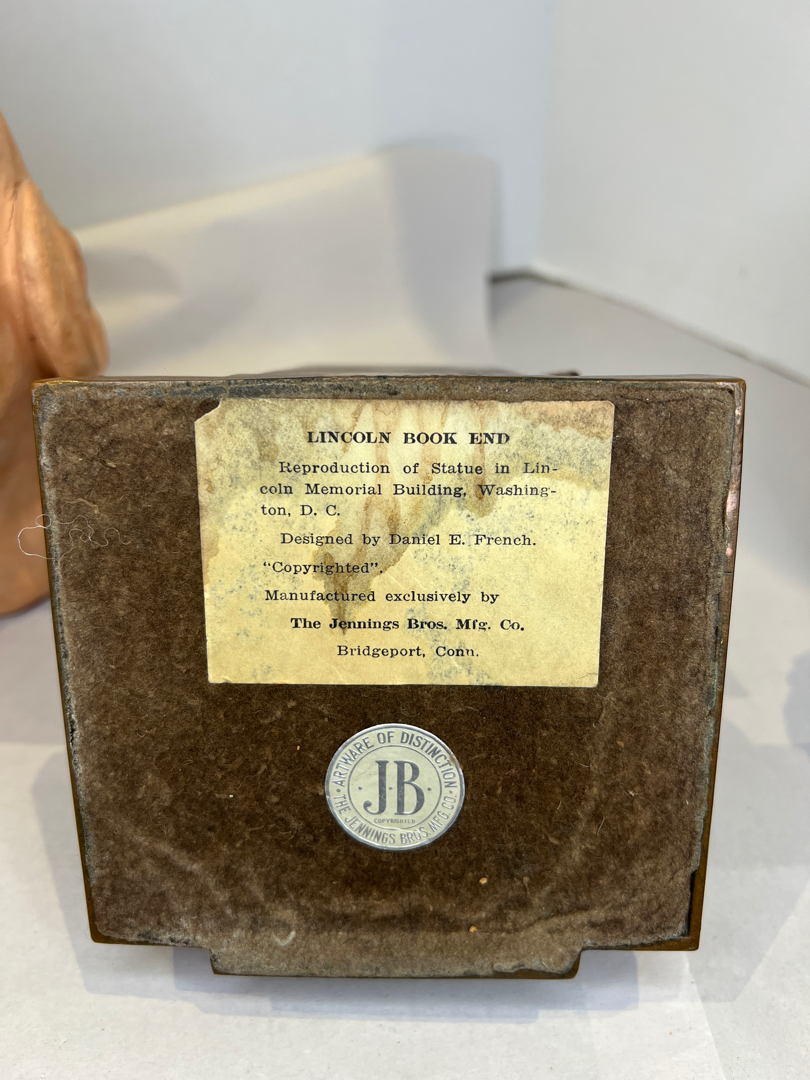 LINCOLN BOOK END
Reproduction of Statue in Lin-
coln Memorial Building, Washing-
ton, D. C.
Designed by Daniel E. French.
"Copyrighted".
Manufactured exclusively by
The Jennings Bros. Mfg. Co.
Bridgeport, Conn.
· ARTWARE OF DISTINCTION ·
· J·B ·
COPYRIGHTED
THE JENNINGS BROS. MFG. CO.